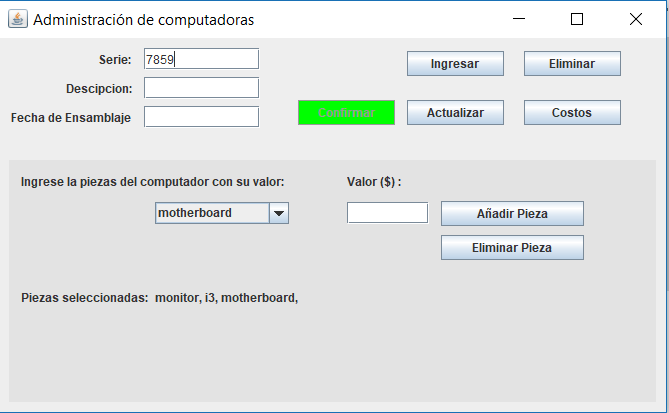 Administración de computadoras
Serie: 7859 Ingresar Eliminar
Descipcion:
Fecha de Ensamblaje Confirmar Actualizar Costos
Ingrese la piezas del computador con su valor: Valor ($) :
motherboard Añadir Pieza
Eliminar Pieza
Piezas seleccionadas: monitor, i3, motherboard,